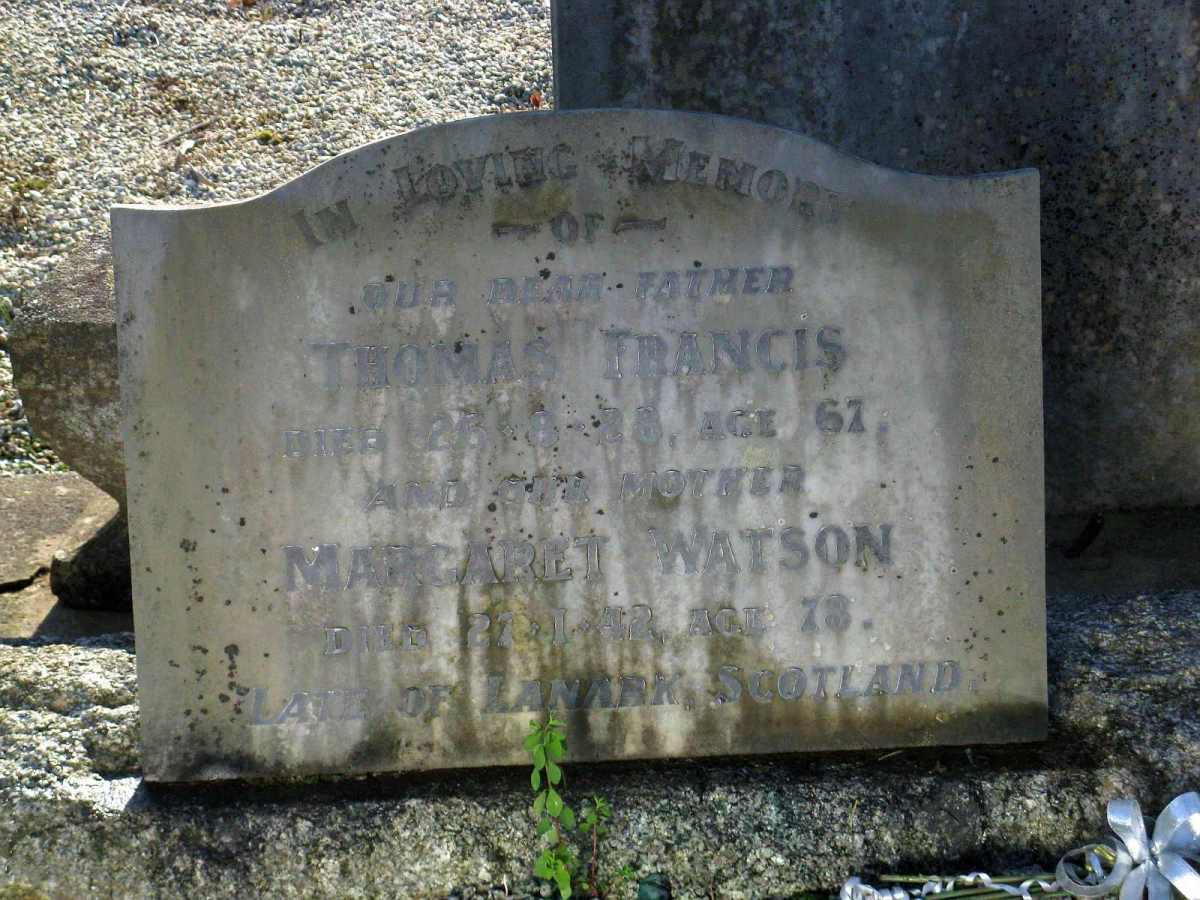 IN LOVING MEMORY
— OF —
OUR DEAR FATHER
THOMAS FRANCIS
DIED 25·8·28, AGE 67.
AND OUR MOTHER
MARGARET WATSON
DIED 27·1·42, AGE 78.
LATE OF LANARK, SCOTLAND.